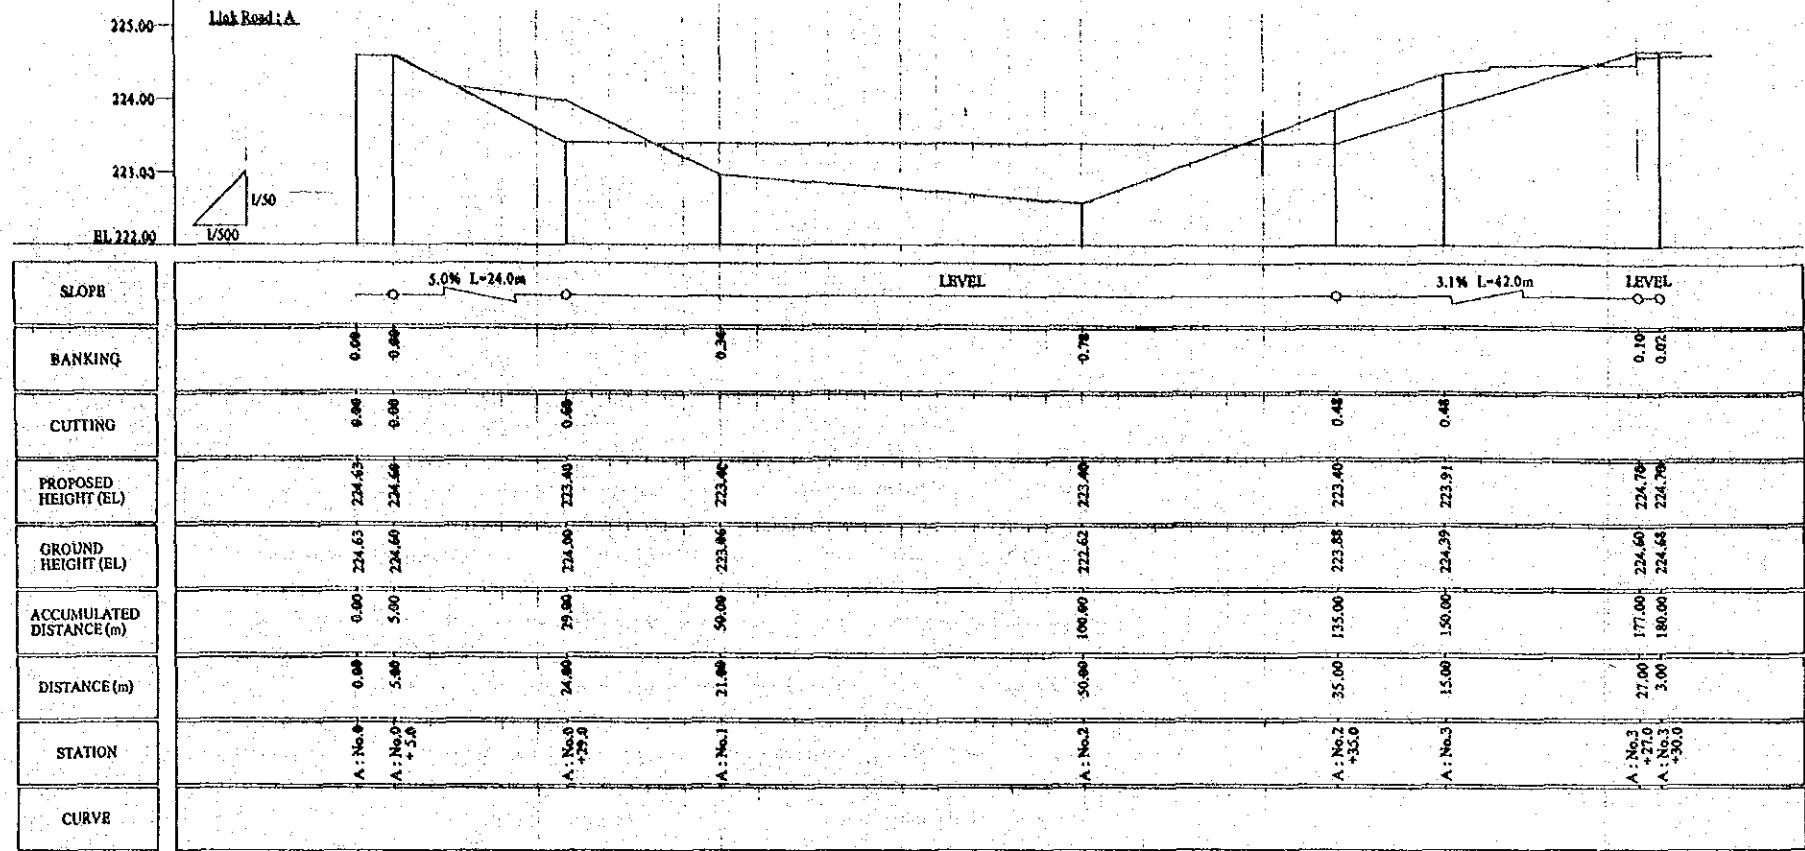 225.00
Link Road : A
224.00
223.00
1/50
1/500
EL 222.00
SLOPE
5.0% L=24.0m
LEVEL
3.1% L=42.0m
LEVEL
BANKING
0.00
0.00
0.78
0.10
0.02
CUTTING
0.00
0.00
0.60
0.48
0.48
PROPOSED
HEIGHT (EL)
224.63
224.60
223.40
223.40
223.40
223.40
223.91
224.70
224.70
GROUND
HEIGHT (EL)
224.63
224.60
224.00
222.62
223.88
224.39
224.60
224.68
ACCUMULATED
DISTANCE (m)
0.00
5.00
29.00
50.00
100.00
135.00
150.00
177.00
180.00
DISTANCE (m)
0.00
5.00
24.00
21.00
50.00
35.00
15.00
27.00
3.00
STATION
A : No.0
A : No.0
+ 5.0
A : No.0
+29.0
A : No.1
A : No.2
A : No.2
+35.0
A : No.3
A : No.3
+27.0
A : No.3
+30.0
CURVE